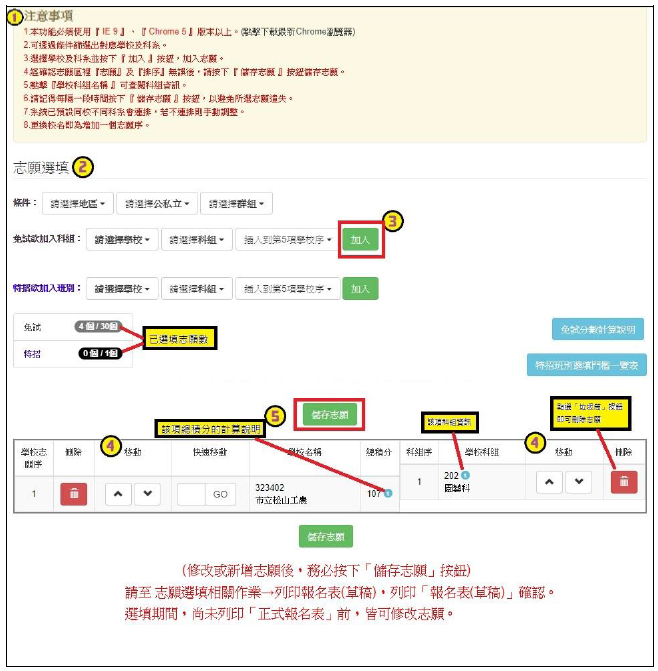 1 注意事項
1.本功能必須使用『 IE 9 』、『 Chrome 5 』版本以上。(點擊下載最新Chrome瀏覽器)
2.可透過條件篩選出對應學校及科系。
3.選擇學校及科系並按下『 加入 』按鈕，加入志願。
4.經確認志願區裡『志願』及『排序』無誤後，請按下『 儲存志願 』按鈕儲存志願。
5.點擊『學校科組名稱 』可查閱科組資訊。
6.請記得每隔一段時間按下『 儲存志願 』按鈕，以避免所選志願遺失。
7.系統已預設同校不同科系會連排，若不連排則手動調整。
8.更換校名即為增加一個志願序。
志願選填 2
條件： 請選擇地區 請選擇公私立 請選擇群組
3
免試欲加入科組： 請選擇學校 請選擇科組 插入到第5項學校序 加入
特招欲加入班別： 請選擇學校 請選擇科組 插入到第5項學校序 加入
免試 4 個 / 30個
已選填志願數
特招 0 個 / 1個
免試分數計算說明
特招班別選填門檻一覽表
儲存志願
5
該項總積分的計算說明
該項科組資訊
點選「垃圾筒」按鈕
即可刪除志願
4
4
學校志願序 刪除 移動 快速移動 學校名稱 總積分 科組序 學校科組 移動 刪除
1 GO 323402 市立松山工農 107 1 202 園藝科
儲存志願
(修改或新增志願後，務必按下「儲存志願」按鈕)
請至 志願選填相關作業→列印報名表(草稿)，列印「報名表(草稿)」確認。
選填期間，尚未列印「正式報名表」前，皆可修改志願。